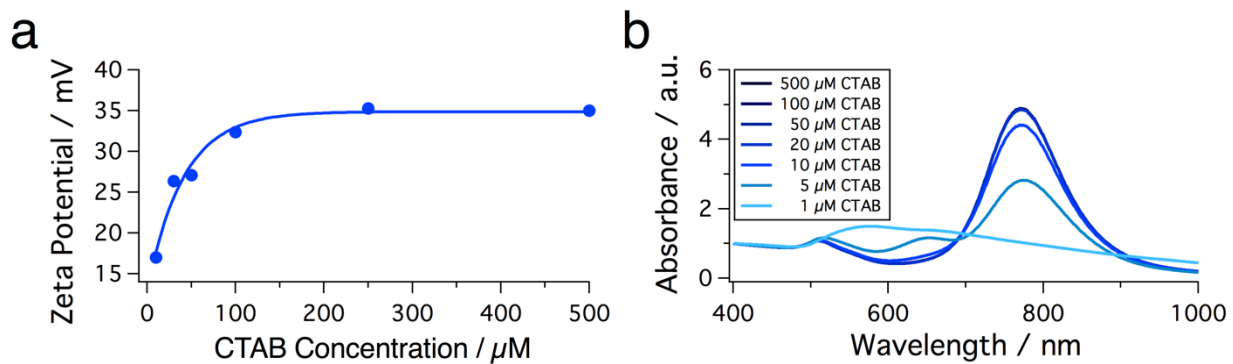 a
Zeta Potential / mV
40
35
30
25
20
15
0
100
200
300
400
500
CTAB Concentration / µM
b
Absorbance / a.u.
6
4
2
0
500 µM CTAB
100 µM CTAB
50 µM CTAB
20 µM CTAB
10 µM CTAB
5 µM CTAB
1 µM CTAB
400
600
800
1000
Wavelength / nm